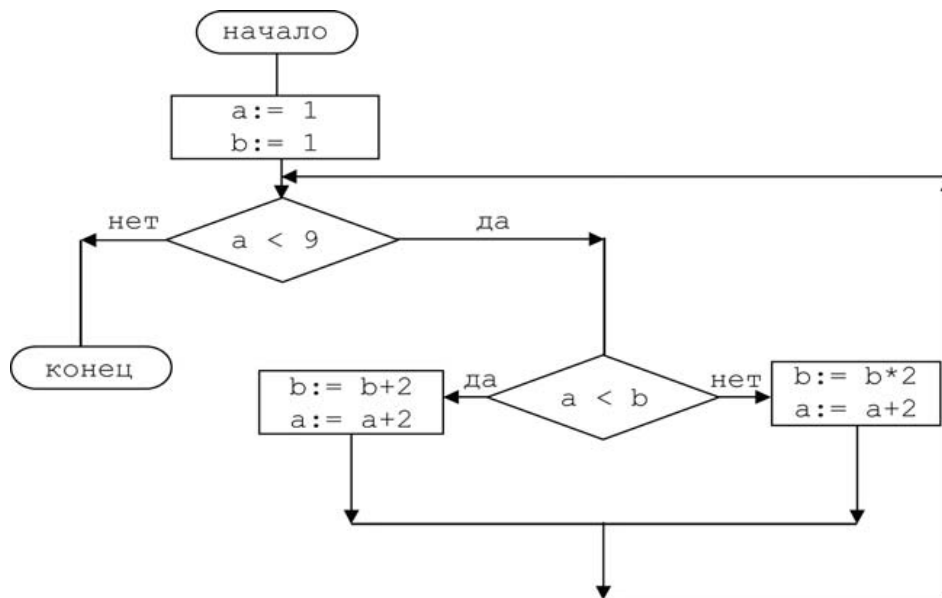 начало
a:= 1
b:= 1
нет
a < 9
да
конец
b:= b+2
a:= a+2
да
a < b
нет
b:= b*2
a:= a+2